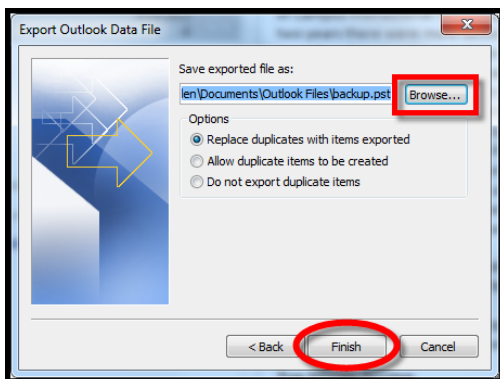 Export Outlook Data File
Save exported file as:
len\Documents\Outlook Files\backup.pst Browse...
Options
Replace duplicates with items exported
Allow duplicate items to be created
Do not export duplicate items
< Back Finish Cancel